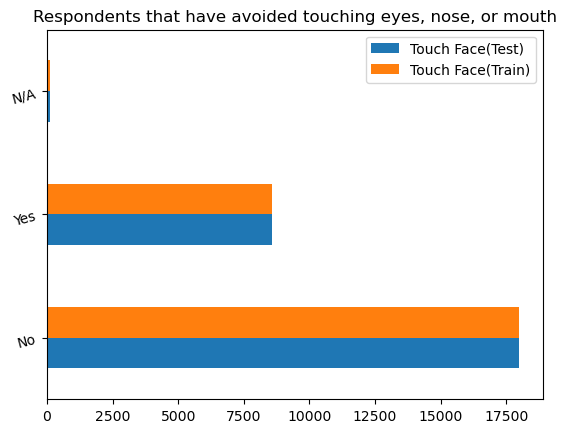 Respondents that have avoided touching eyes, nose, or mouth
Touch Face(Test)
Touch Face(Train)
N/A
Yes
No
0 2500 5000 7500 10000 12500 15000 17500